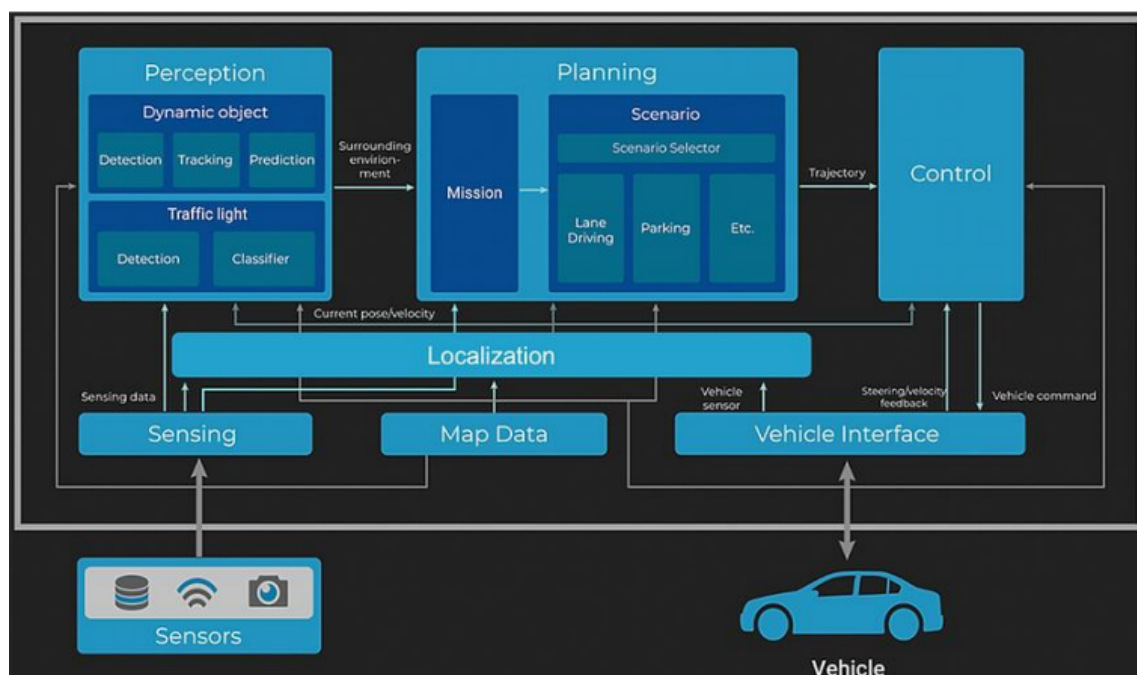 Perception
Dynamic object
Detection
Tracking
Prediction
Traffic light
Detection
Classifier
Surrounding
envirion-
ment
Planning
Mission
Scenario
Scenario Selector
Lane
Driving
Parking
Etc.
Trajectory
Control
Current pose/velocity
Localization
Sensing data
Vehicle
sensor
Steering/velocity
feedback
Vehicle command
Sensing
Map Data
Vehicle Interface
Sensors
Vehicle